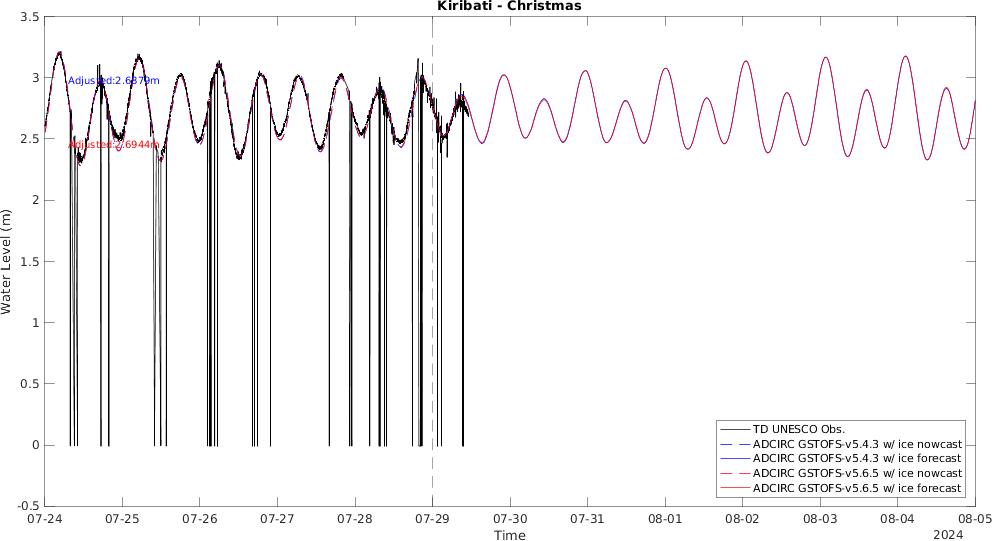 Kiribati - Christmas
3.5
3
2.5
2
1.5
1
0.5
0
-0.5
Water Level (m)
Adjusted:2.6879m
Adjusted:2.6944m
TD UNESCO Obs.
ADCIRC GSTOFS-v5.4.3 w/ ice nowcast
ADCIRC GSTOFS-v5.4.3 w/ ice forecast
ADCIRC GSTOFS-v5.6.5 w/ ice nowcast
ADCIRC GSTOFS-v5.6.5 w/ ice forecast
07-24 07-25 07-26 07-27 07-28 07-29 07-30 07-31 08-01 08-02 08-03 08-04 08-05
Time
2024